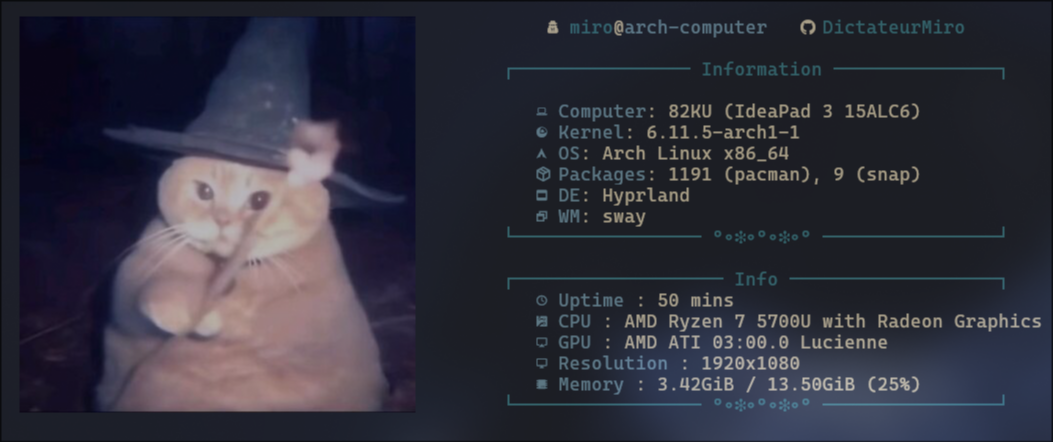 miro@arch-computer DictateurMiro
Information
Computer: 82KU (IdeaPad 3 15ALC6)
Kernel: 6.11.5-arch1-1
OS: Arch Linux x86_64
Packages: 1191 (pacman), 9 (snap)
DE: Hyprland
WM: sway
Info
Uptime : 50 mins
CPU : AMD Ryzen 7 5700U with Radeon Graphics
GPU : AMD ATI 03:00.0 Lucienne
Resolution : 1920x1080
Memory : 3.42GiB / 13.50GiB (25%)